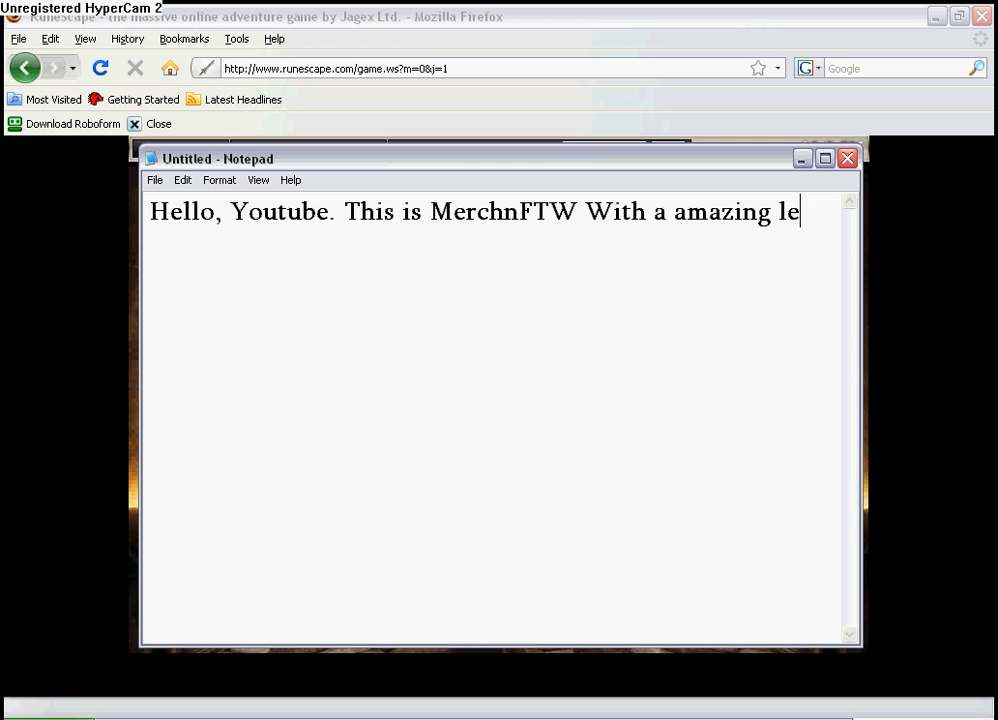 Unregistered HyperCam 2
RuneScape - the massive online adventure game by Jagex Ltd. - Mozilla Firefox
File Edit View History Bookmarks Tools Help
http://www.runescape.com/game.ws?m=0&j=1
G Google
Most Visited Getting Started Latest Headlines
Download Roboform Close
Untitled - Notepad
File Edit Format View Help
Hello, Youtube. This is MerchnFTW With a amazing le